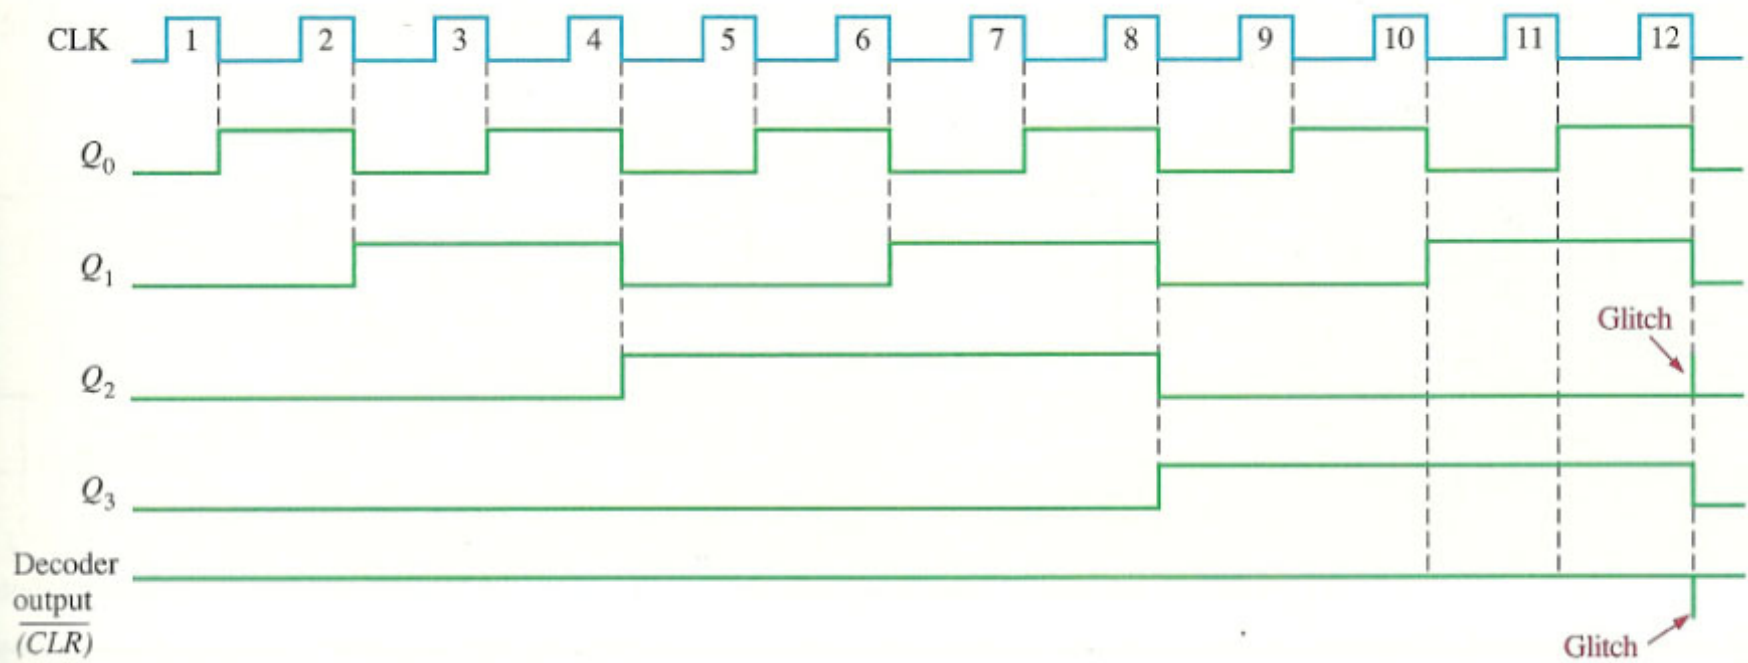 CLK 1 2 3 4 5 6 7 8 9 10 11 12
Q0
Q1
Glitch
Q2
Q3
Decoder
output
(CLR)
Glitch